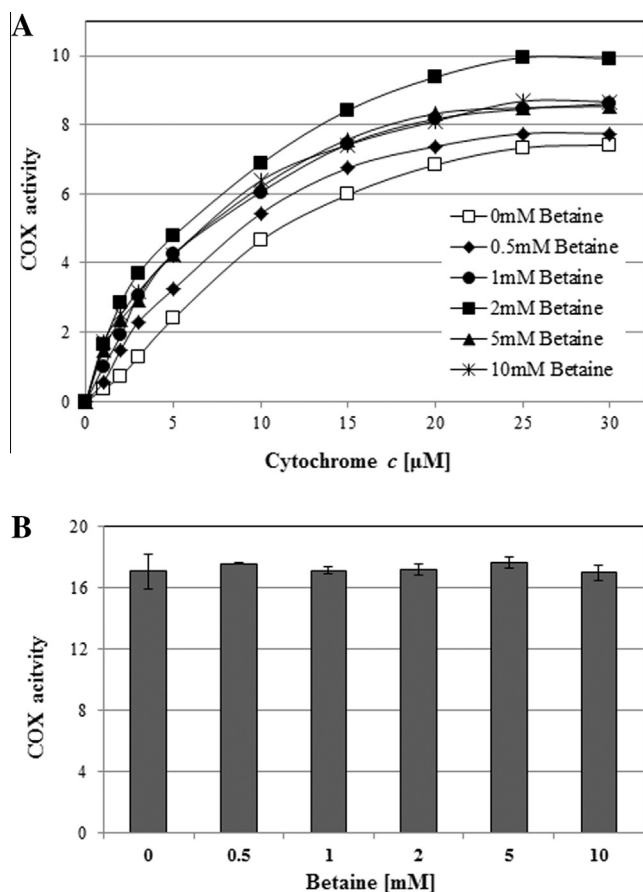 A
10
8
6
4
2
0
COX activity
0mM Betaine
0.5mM Betaine
1mM Betaine
2mM Betaine
5mM Betaine
10mM Betaine
0 5 10 15 20 25 30
Cytochrome c [µM]
B
20
16
12
8
4
0
COX acitvity
0 0.5 1 2 5 10
Betaine [mM]